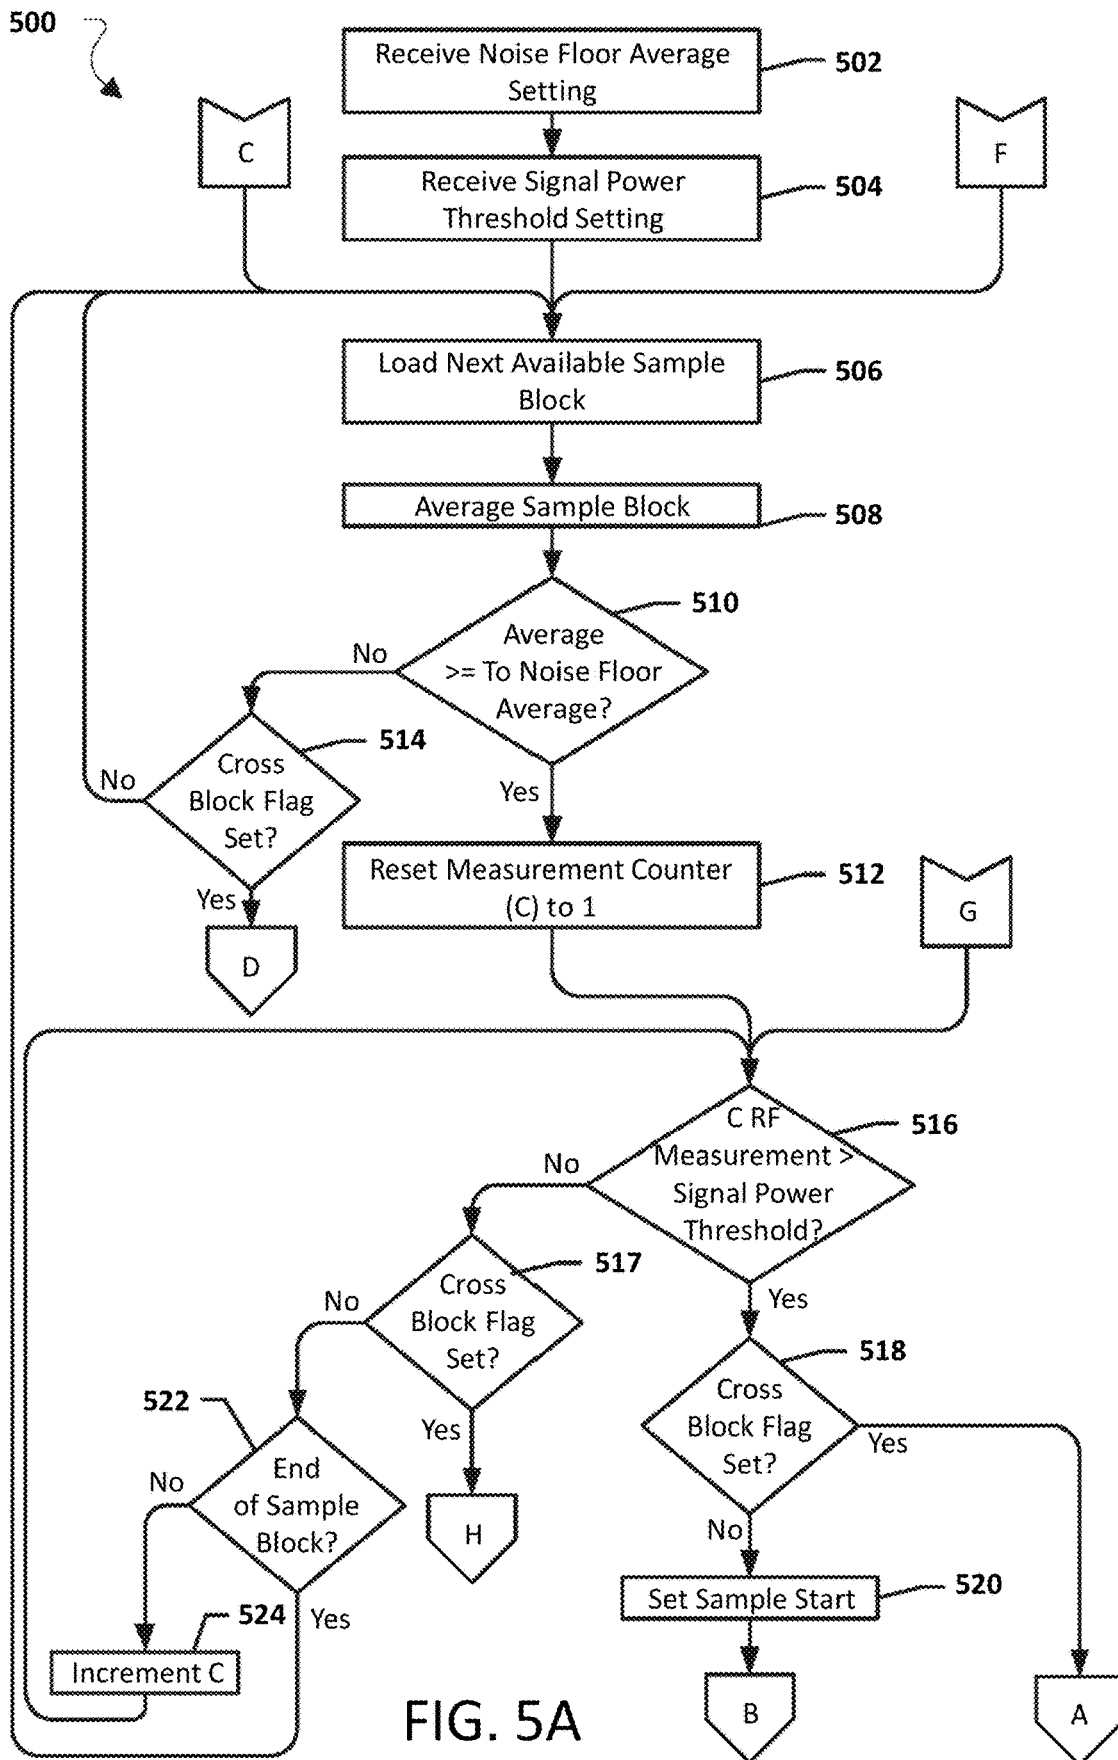 500
Receive Noise Floor Average
Setting
502
C
F
Receive Signal Power
Threshold Setting
504
Load Next Available Sample
Block
506
Average Sample Block
508
510
Average
>= To Noise Floor
Average?
No
514
Cross
Block Flag
Set?
No
Yes
Yes
D
Reset Measurement Counter
(C) to 1
512
G
C RF
Measurement >
Signal Power
Threshold?
516
No
517
Cross
Block Flag
Set?
No
Yes
Yes
518
Cross
Block Flag
Set?
Yes
522
End
of Sample
Block?
No
H
No
Set Sample Start
520
Yes
524
Increment C
B
A
FIG. 5A